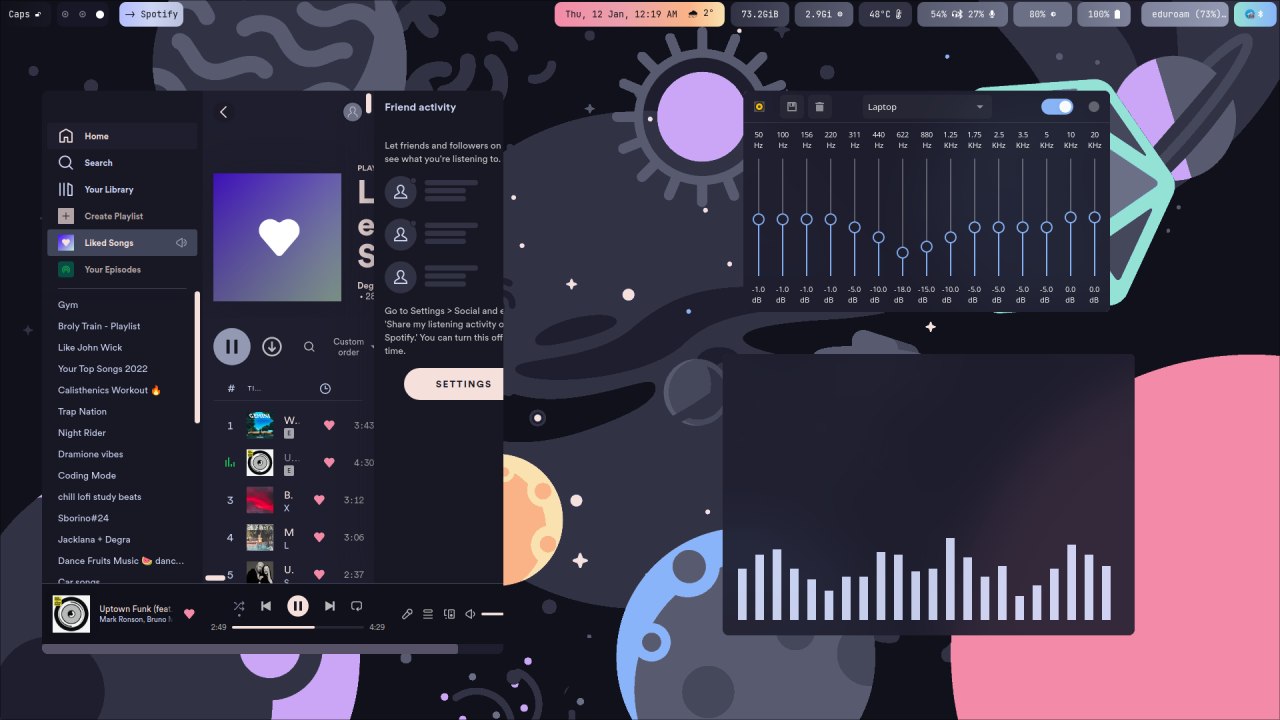 Caps
→ Spotify
Thu, 12 Jan, 12:19 AM 2°
73.2GiB
2.9Gi
48°C
54% 27%
80%
100%
eduroam (73%)…
Home
Search
Your Library
Create Playlist
Liked Songs
Your Episodes
Gym
Broly Train - Playlist
Like John Wick
Your Top Songs 2022
Calisthenics Workout 🔥
Trap Nation
Night Rider
Dramione vibes
Coding Mode
chill lofi study beats
Sborino#24
Jacklana + Degra
Dance Fruits Music 🍉 danc...
Car songs
PLAY
L
e
S
Deg
• 28
Custom
order
# TI...
1 W.. E 3:43
U... E 4:30
3 B. X 3:12
4 M L 3:06
5 U. S 2:37
Friend activity
Let friends and followers on
see what you're listening to.
Go to Settings > Social and e
'Share my listening activity o
Spotify.' You can turn this off
time.
SETTINGS
Uptown Funk (feat.
Mark Ronson, Bruno
2:49
4:29
Laptop
50 100 156 220 311 440 622 880 1.25 1.75 2.5 3.5 5 10 20
Hz Hz Hz Hz Hz Hz Hz Hz KHz KHz KHz KHz KHz KHz KHz
-1.0 -1.0 -1.0 -1.0 -5.0 -10.0 -18.0 -15.0 -10.0 -5.0 -5.0 -5.0 -5.0 0.0 0.0
dB dB dB dB dB dB dB dB dB dB dB dB dB dB dB